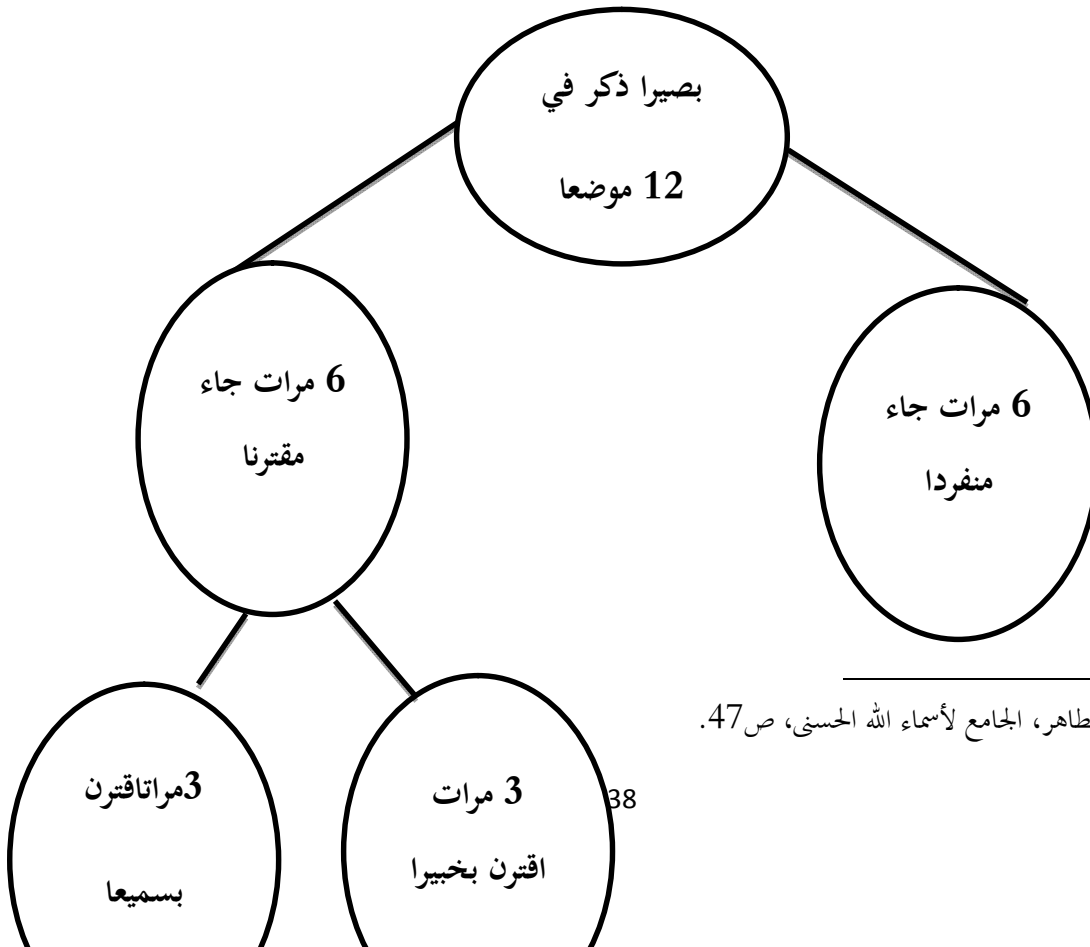 بصيرا ذكر في
12 موضعا
6 مرات جاء
منفردا
6 مرات جاء
مقترنا
طاهر، الجامع لأسماء الله الحسنى، ص47.
3 مرات
اقترن بخبيرا
3مراتاقترن
بسميعا
38